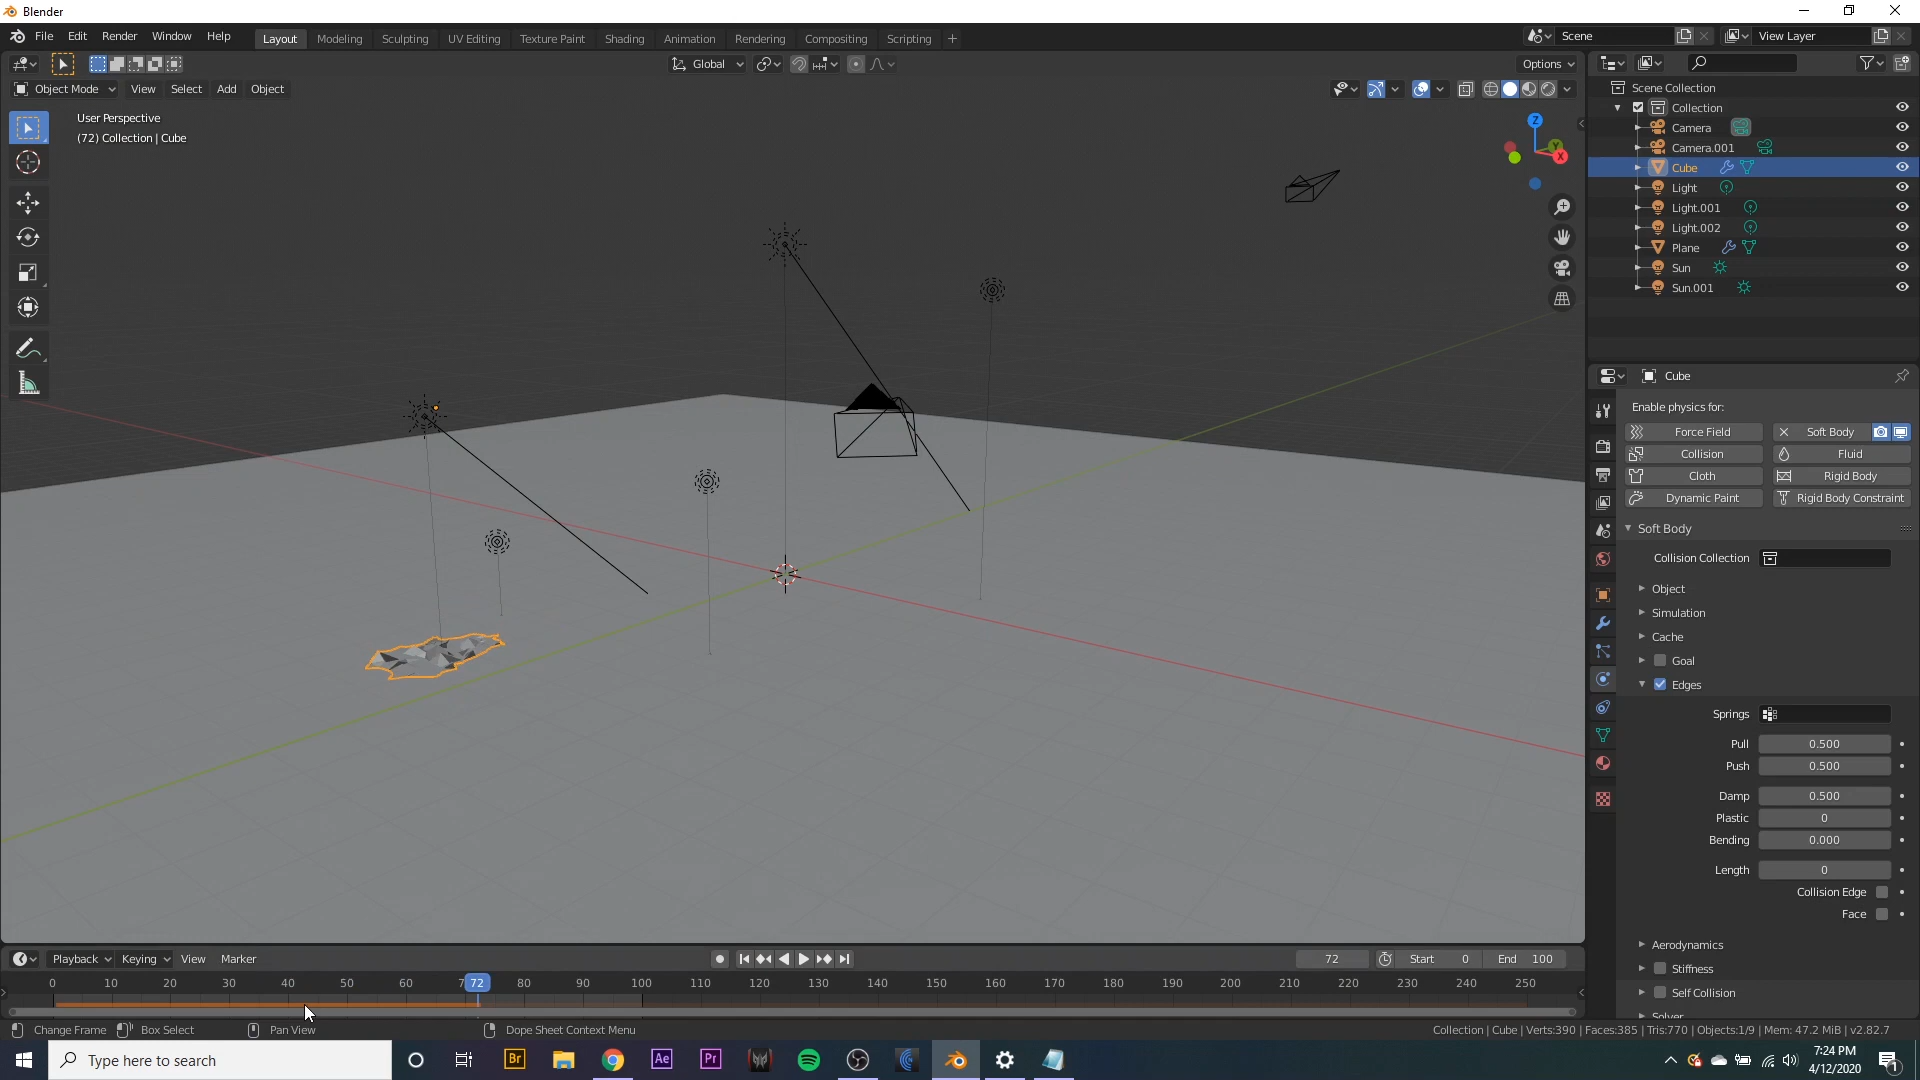 Blender
File Edit Render Window Help
Layout Modeling Sculpting UV Editing Texture Paint Shading Animation Rendering Compositing Scripting +
Scene
View Layer
Global
Options
Object Mode View Select Add Object
User Perspective
(72) Collection | Cube
Z
Y
X
Scene Collection
Collection
Camera
Camera.001
Cube
Light
Light.001
Light.002
Plane
Sun
Sun.001
Cube
Enable physics for:
Force Field
Soft Body
Collision
Fluid
Cloth
Rigid Body
Dynamic Paint
Rigid Body Constraint
Soft Body
Collision Collection
Object
Simulation
Cache
Goal
Edges
Springs
Pull 0.500
Push 0.500
Damp 0.500
Plastic 0
Bending 0.000
Length 0
Collision Edge
Face
Aerodynamics
Stiffness
Self Collision
Solver
Playback Keying View Marker
72
Start 0
End 100
0 10 20 30 40 50 60 7 72 80 90 100 110 120 130 140 150 160 170 180 190 200 210 220 230 240 250
Change Frame Box Select Pan View Dope Sheet Context Menu
Collection | Cube | Verts:390 | Faces:385 | Tris:770 | Objects:1/9 | Mem: 47.2 MiB | v2.82.7
Type here to search
Br
Ae
Pr
7:24 PM
4/12/2020
1